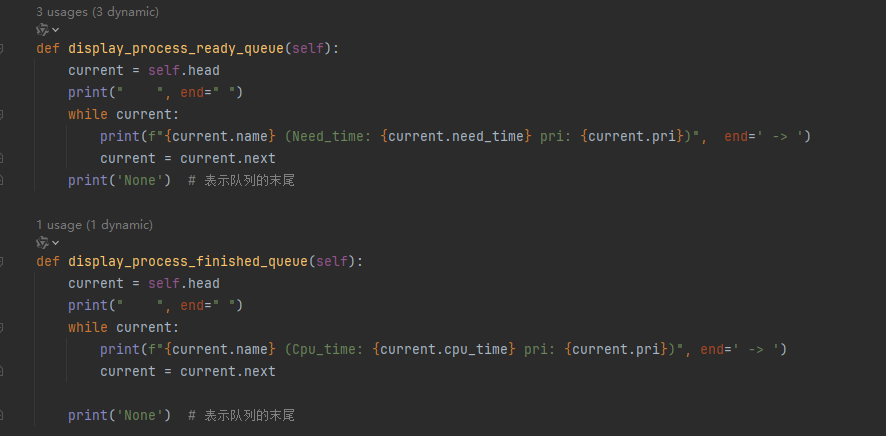 3 usages (3 dynamic)
def display_process_ready_queue(self):
    current = self.head
    print("    ", end=" ")
    while current:
        print(f"{current.name} (Need_time: {current.need_time} pri: {current.pri})",  end=' -> ')
        current = current.next
    print('None')  # 表示队列的末尾
1 usage (1 dynamic)
def display_process_finished_queue(self):
    current = self.head
    print("    ", end=" ")
    while current:
        print(f"{current.name} (Cpu_time: {current.cpu_time} pri: {current.pri})", end=' -> ')
        current = current.next
    print('None')  # 表示队列的末尾